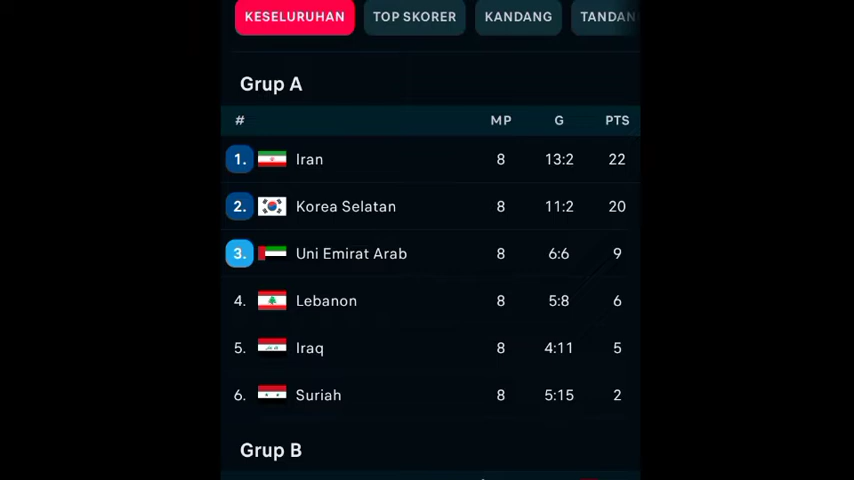 KESELURUHAN TOP SKORER KANDANG TANDAN
Grup A
# MP G PTS
1. Iran 8 13:2 22
2. Korea Selatan 8 11:2 20
3. Uni Emirat Arab 8 6:6 9
4. Lebanon 8 5:8 6
5. Iraq 8 4:11 5
6. Suriah 8 5:15 2
Grup B